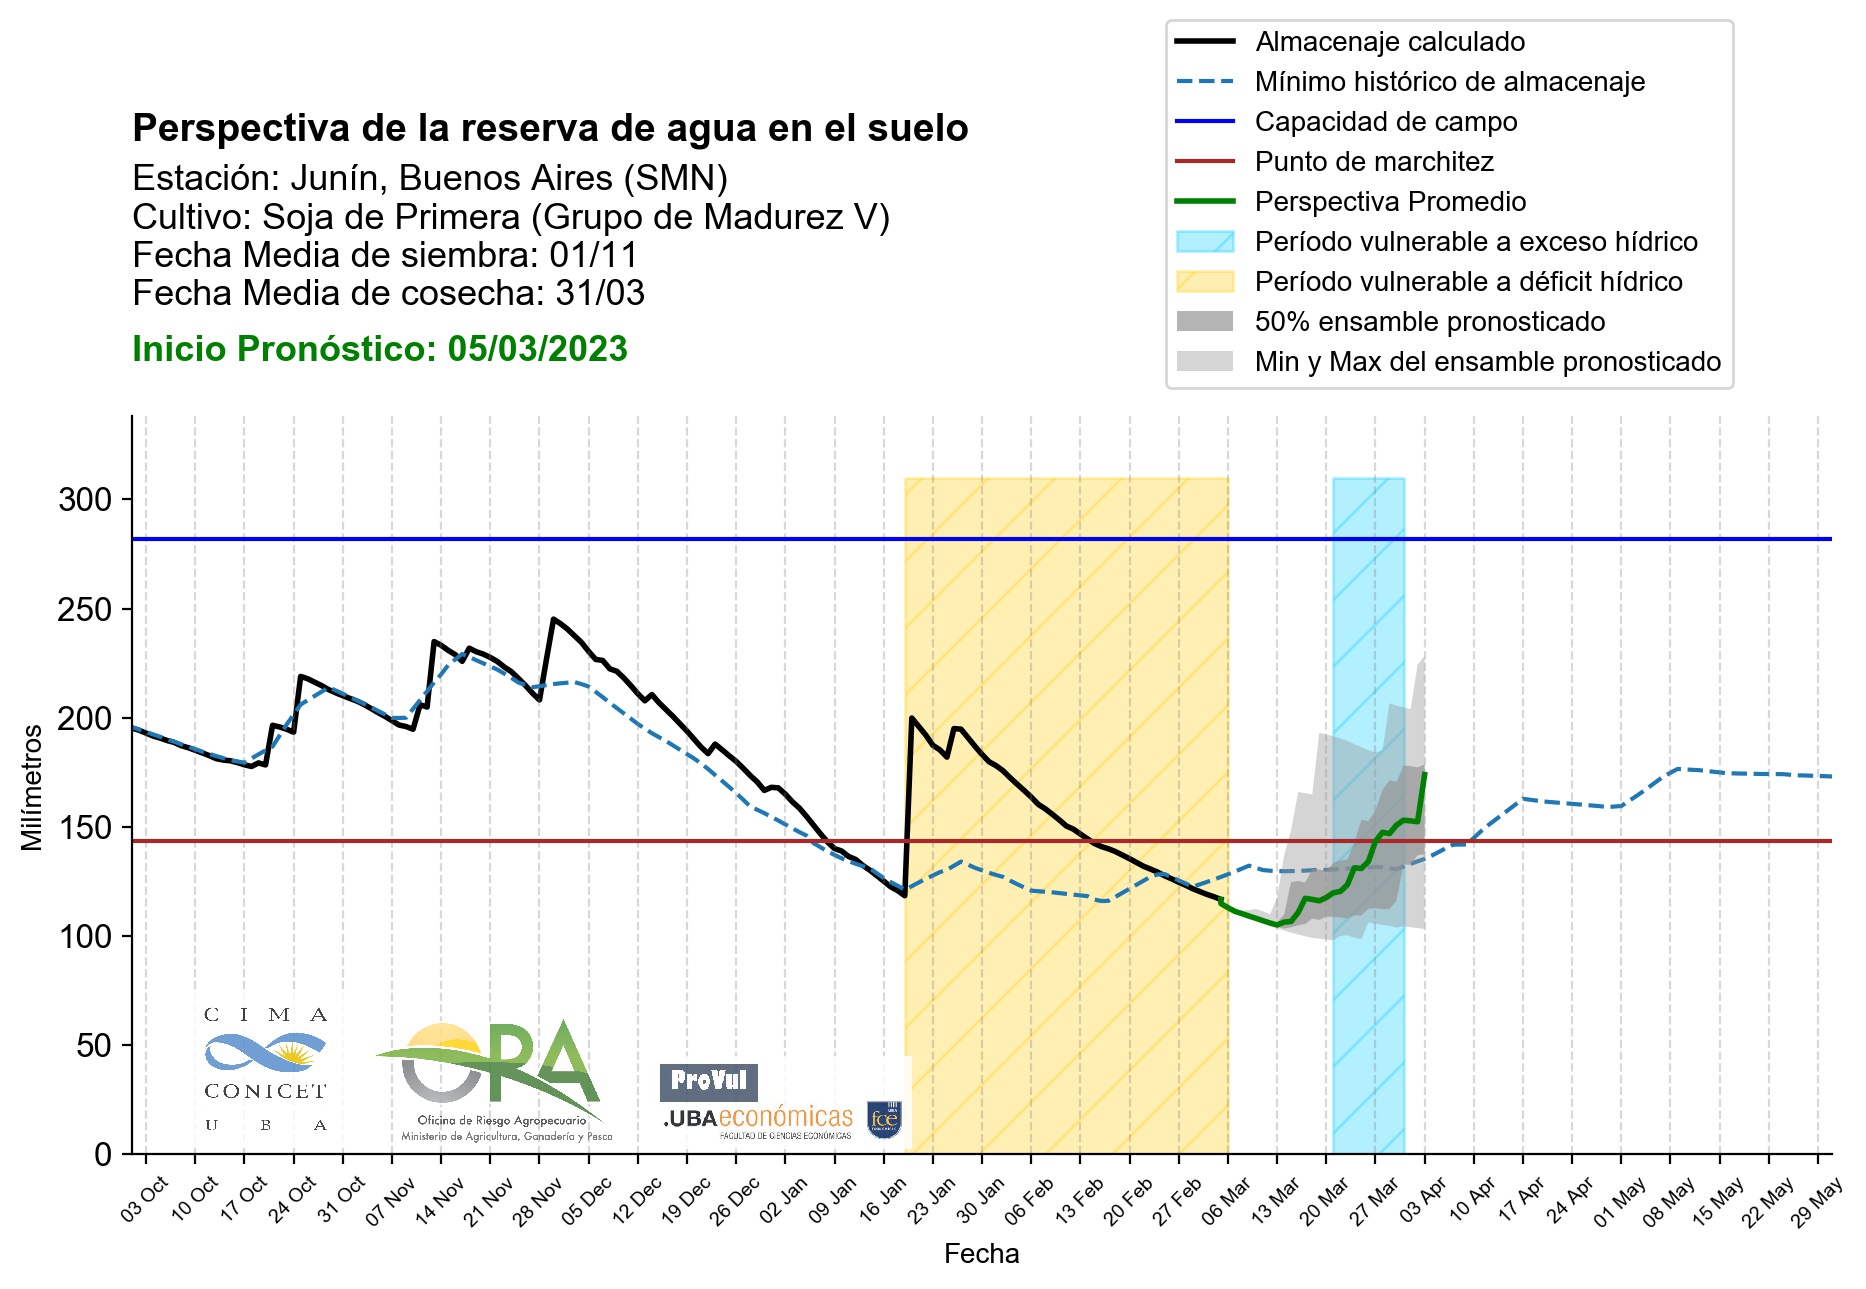 Almacenaje calculado
Mínimo histórico de almacenaje
Capacidad de campo
Punto de marchitez
Perspectiva Promedio
Período vulnerable a exceso hídrico
Período vulnerable a déficit hídrico
50% ensamble pronosticado
Min y Max del ensamble pronosticado
Perspectiva de la reserva de agua en el suelo
Estación: Junín, Buenos Aires (SMN)
Cultivo: Soja de Primera (Grupo de Madurez V)
Fecha Media de siembra: 01/11
Fecha Media de cosecha: 31/03
Inicio Pronóstico: 05/03/2023
300
250
200
150
100
50
0
Milímetros
C I M A
CONICET
U B A
ORA
Oficina de Riesgo Agropecuario
Ministerio de Agricultura, Ganadería y Pesca
ProVul
.UBAeconómicas
FACULTAD DE CIENCIAS ECONÓMICAS
UBA
fce
ECONÓMICAS
03 Oct
10 Oct
17 Oct
24 Oct
31 Oct
07 Nov
14 Nov
21 Nov
28 Nov
05 Dec
12 Dec
19 Dec
26 Dec
02 Jan
09 Jan
16 Jan
23 Jan
30 Jan
06 Feb
13 Feb
20 Feb
27 Feb
06 Mar
13 Mar
20 Mar
27 Mar
03 Apr
10 Apr
17 Apr
24 Apr
01 May
08 May
15 May
22 May
29 May
Fecha